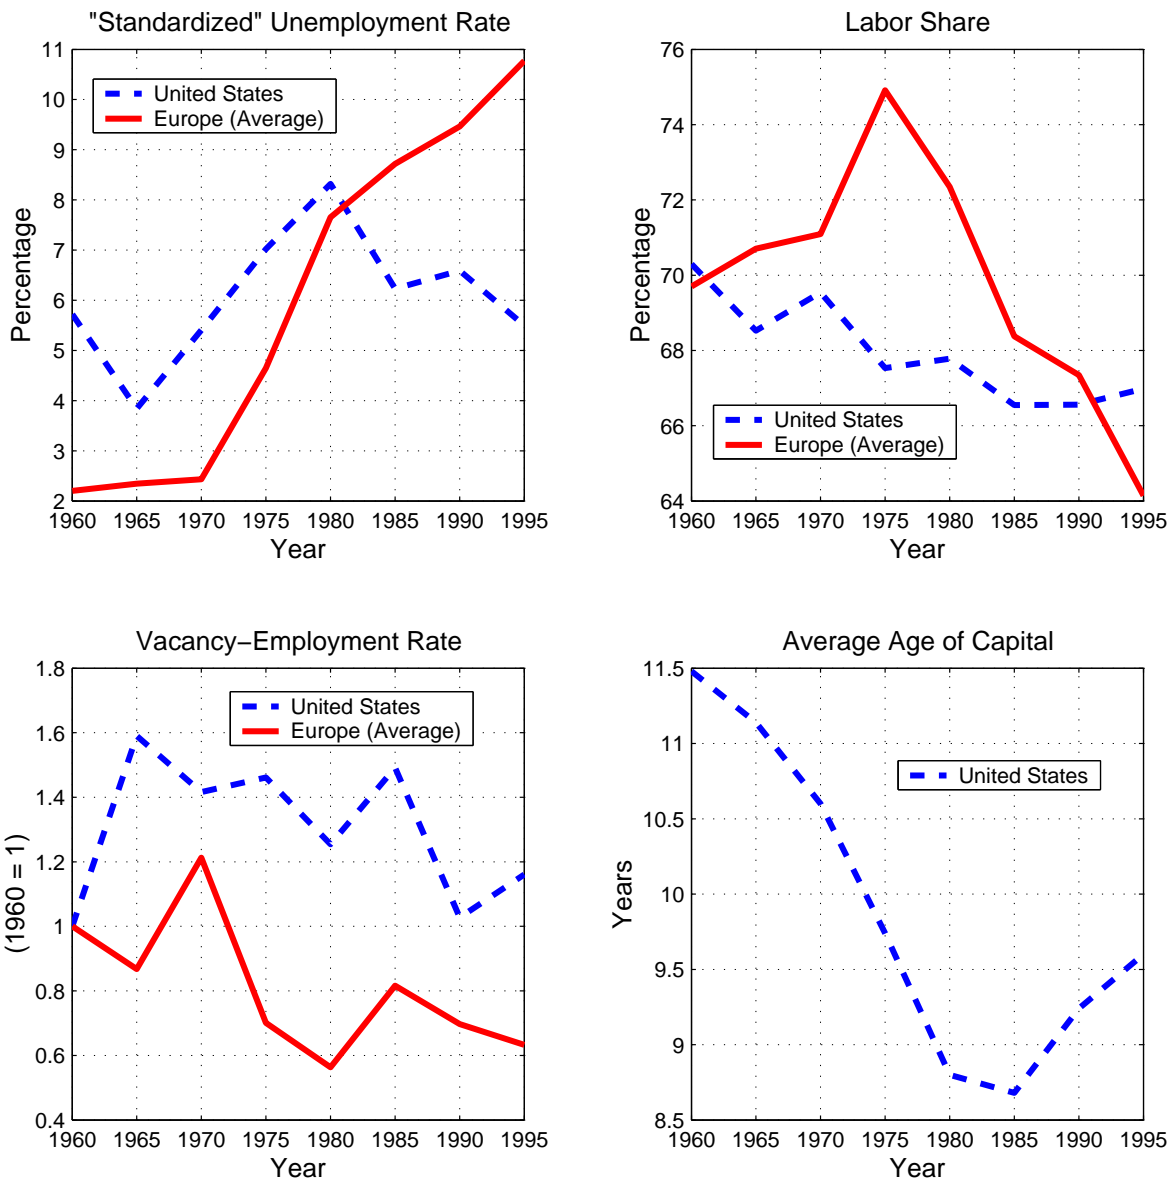 "Standardized" Unemployment Rate
11
10
9
8
7
6
5
4
3
2
Percentage
United States
Europe (Average)
1960 1965 1970 1975 1980 1985 1990 1995
Year
Labor Share
76
74
72
70
68
66
64
Percentage
United States
Europe (Average)
1960 1965 1970 1975 1980 1985 1990 1995
Year
Vacancy−Employment Rate
1.8
1.6
1.4
1.2
1
0.8
0.6
0.4
(1960 = 1)
United States
Europe (Average)
1960 1965 1970 1975 1980 1985 1990 1995
Year
Average Age of Capital
11.5
11
10.5
10
9.5
9
8.5
Years
United States
1960 1965 1970 1975 1980 1985 1990 1995
Year